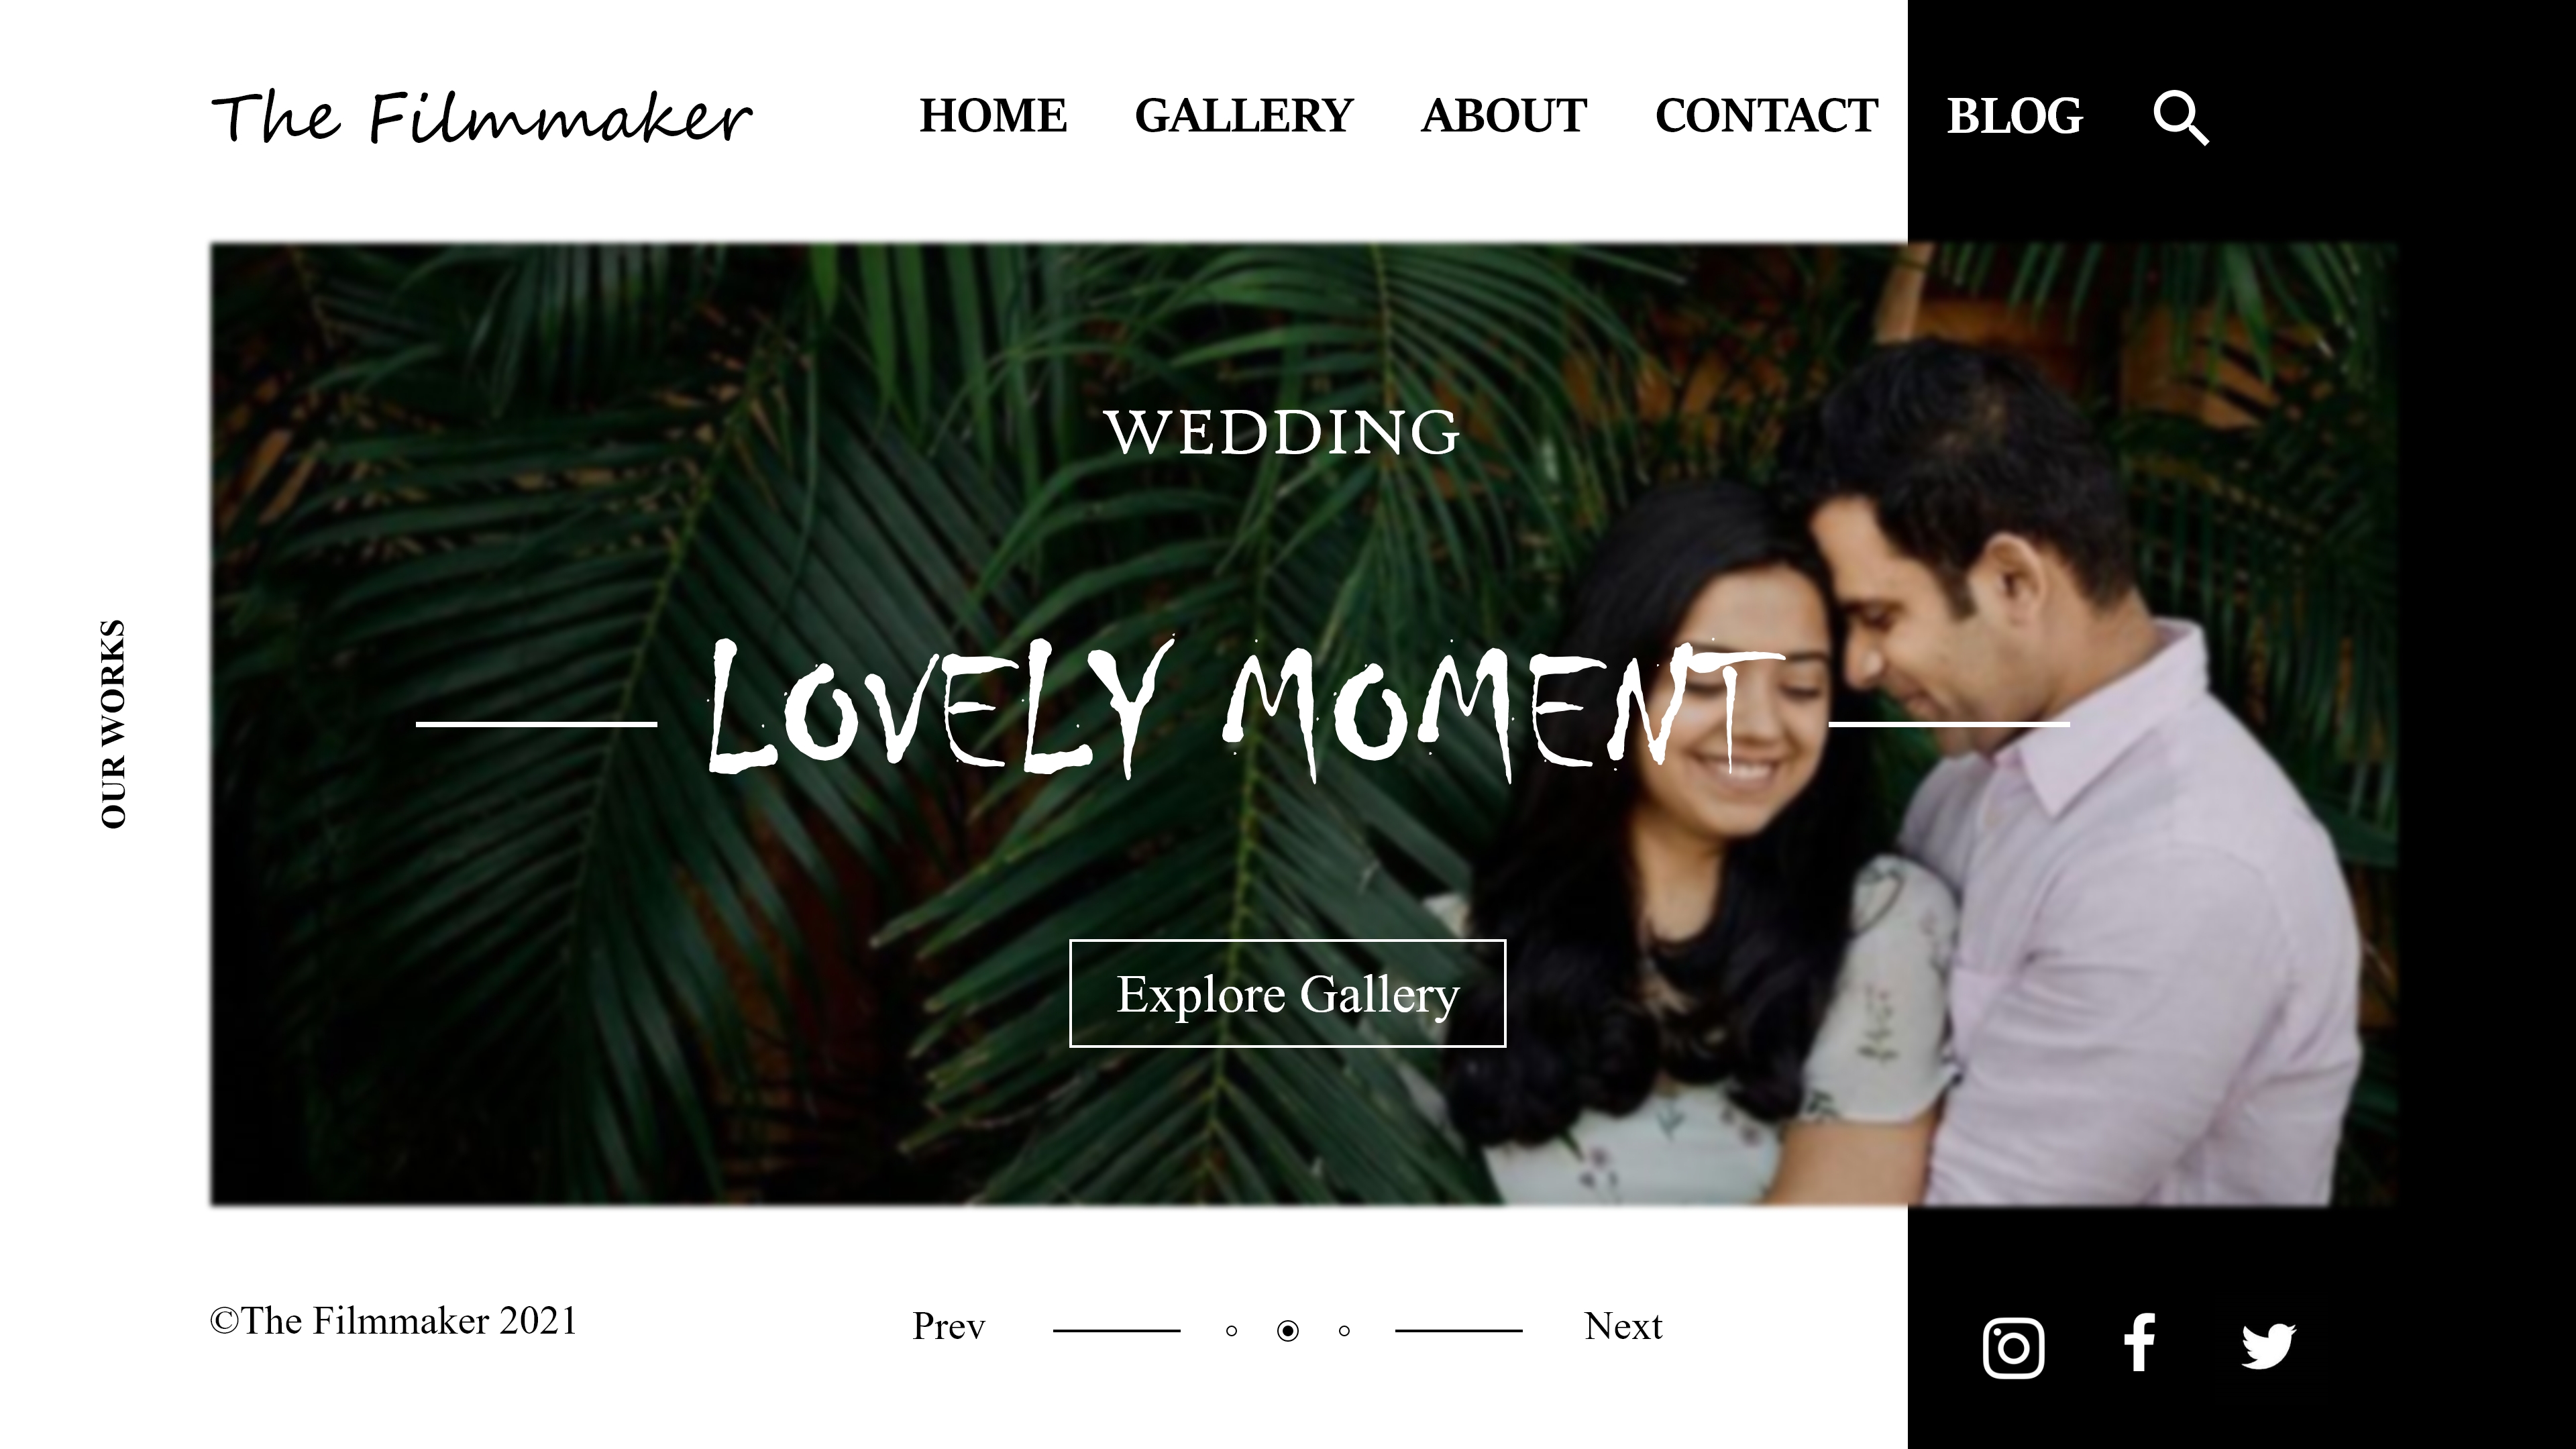 The Filmmaker
HOME GALLERY ABOUT CONTACT BLOG
OUR WORKS
WEDDING
LOVELY MOMENT
Explore Gallery
©The Filmmaker 2021
Prev Next